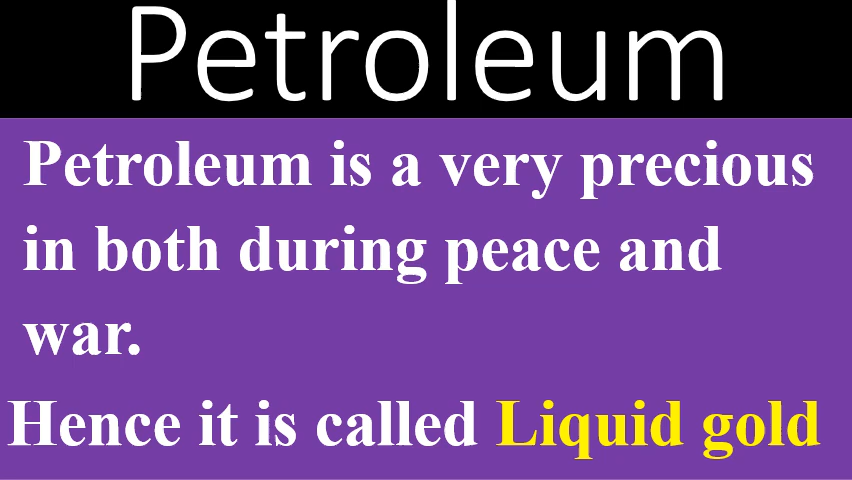 Petroleum
Petroleum is a very precious
in both during peace and
war.
Hence it is called Liquid gold